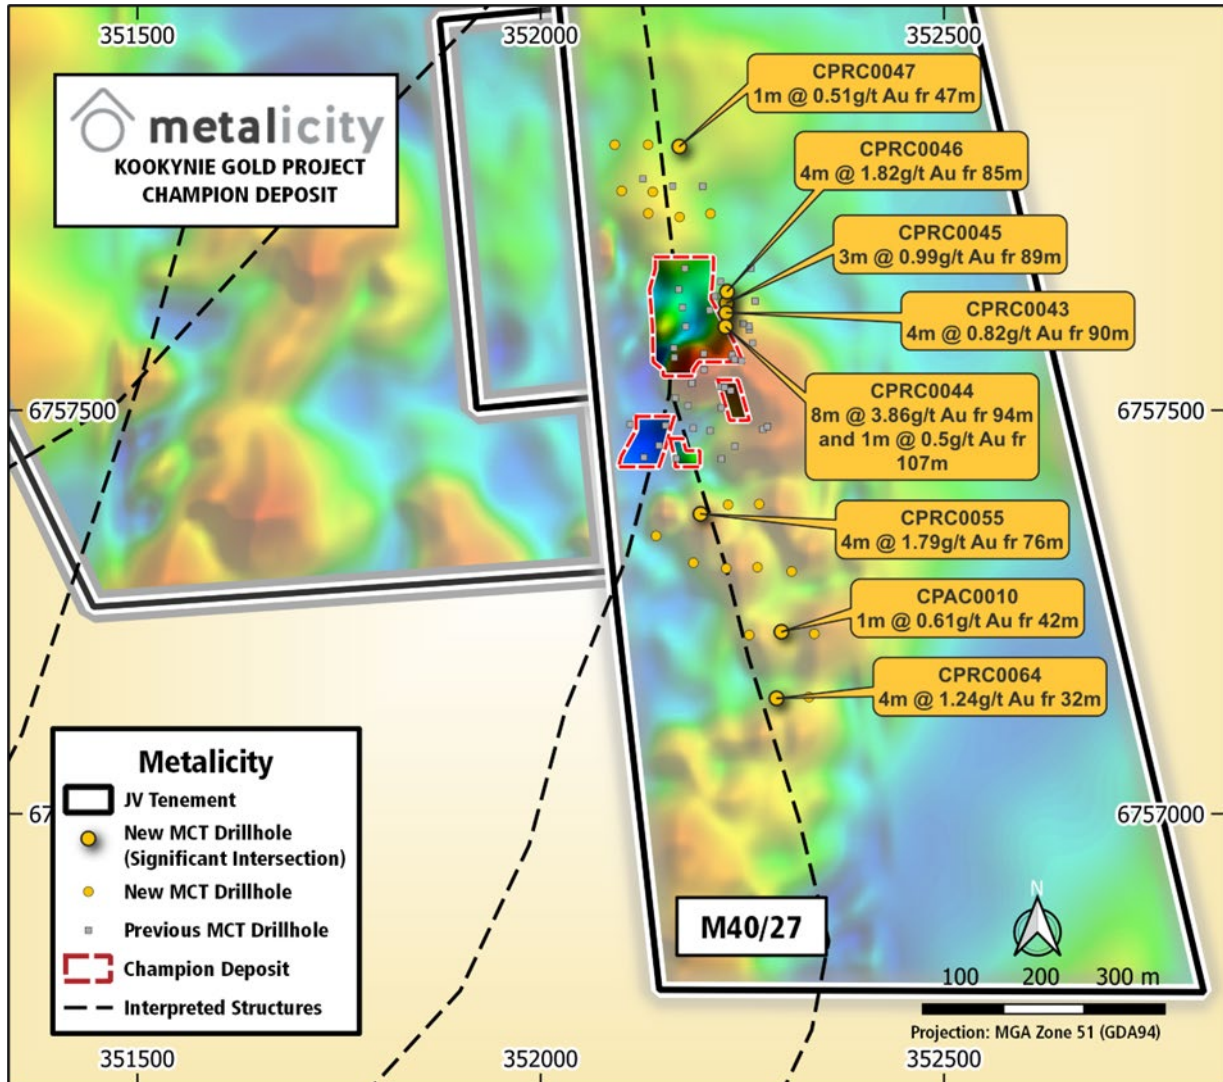 351500
352000
352500
metalicity
KOOKYNIE GOLD PROJECT
CHAMPION DEPOSIT
CPRC0047
1m @ 0.51g/t Au fr 47m
CPRC0046
4m @ 1.82g/t Au fr 85m
CPRC0045
3m @ 0.99g/t Au fr 89m
CPRC0043
4m @ 0.82g/t Au fr 90m
CPRC0044
8m @ 3.86g/t Au fr 94m
and 1m @ 0.5g/t Au fr
107m
6757500
6757500
CPRC0055
4m @ 1.79g/t Au fr 76m
CPAC0010
1m @ 0.61g/t Au fr 42m
CPRC0064
4m @ 1.24g/t Au fr 32m
67
6757000
Metalicity
JV Tenement
New MCT Drillhole
(Significant Intersection)
New MCT Drillhole
Previous MCT Drillhole
Champion Deposit
Interpreted Structures
M40/27
N
100 200 300 m
Projection: MGA Zone 51 (GDA94)
351500
352000
352500